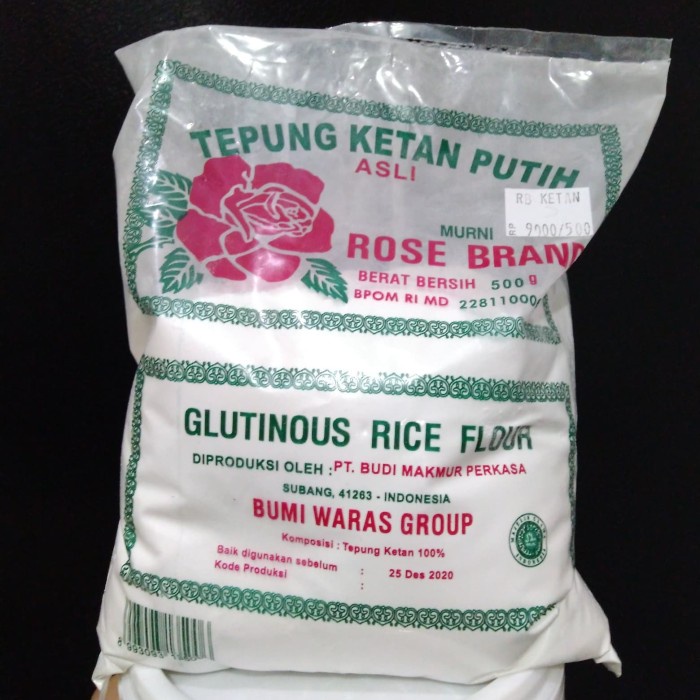 TEPUNG KETAN PUTIH
ASLI
RB KETAN
RP 9000/500
MURNI
ROSE BRAND
BERAT BERSIH 500 g
BPOM RI MD 22811000
GLUTINOUS RICE FLOUR
DIPRODUKSI OLEH : PT. BUDI MAKMUR PERKASA
SUBANG, 41263 - INDONESIA
BUMI WARAS GROUP
Komposisi : Tepung Ketan 100%
Baik digunakan sebelum : 25 Des 2020
Kode Produksi :